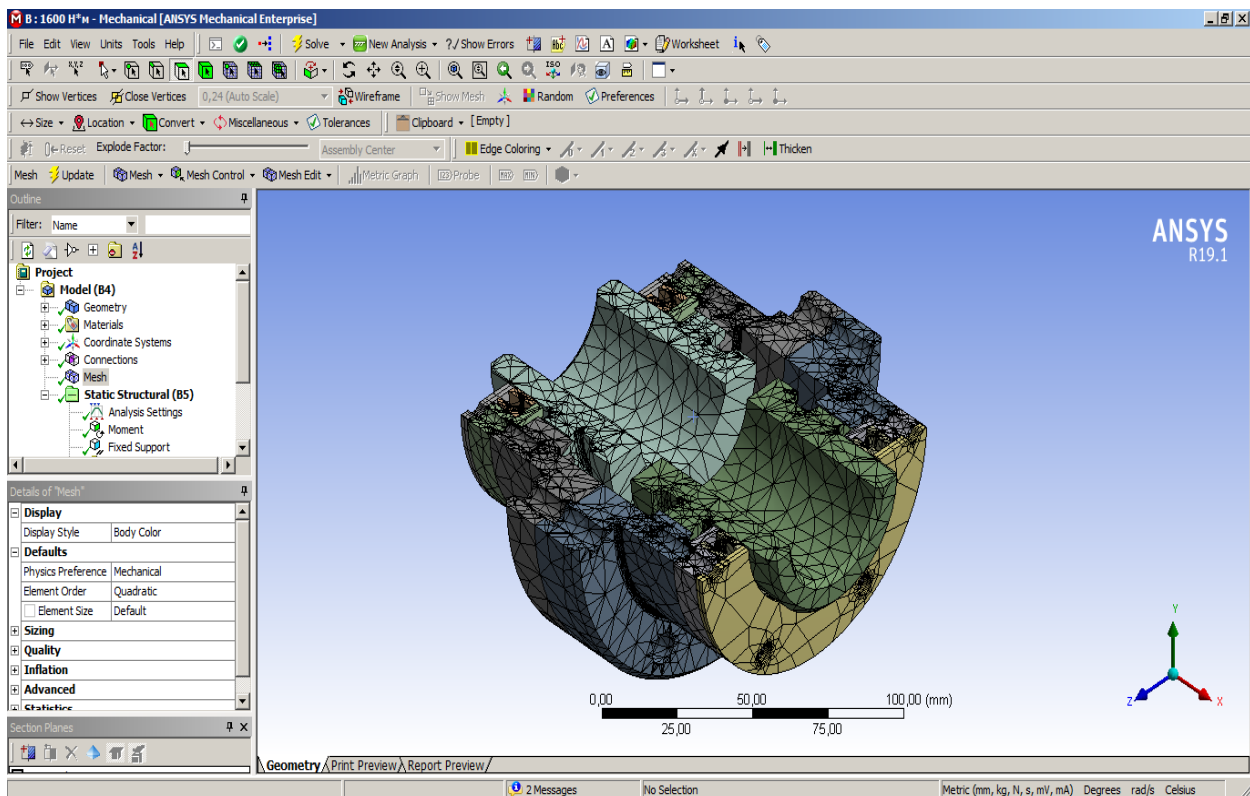 B : 1600 Н*м - Mechanical [ANSYS Mechanical Enterprise]
File Edit View Units Tools Help Solve New Analysis ?/ Show Errors Worksheet
Show Vertices Close Vertices 0,24 (Auto Scale) Wireframe Show Mesh Random Preferences
Size Location Convert Miscellaneous Tolerances Clipboard [Empty]
Reset Explode Factor: Assembly Center Edge Coloring Thicken
Mesh Update Mesh Mesh Control Mesh Edit Metric Graph Probe
Outline
Filter: Name
Project
Model (B4)
Geometry
Materials
Coordinate Systems
Connections
Mesh
Static Structural (B5)
Analysis Settings
Moment
Fixed Support
Details of "Mesh"
Display
Display Style Body Color
Defaults
Physics Preference Mechanical
Element Order Quadratic
Element Size Default
Sizing
Quality
Inflation
Advanced
Statistics
Section Planes
ANSYS
R19.1
Y
Z X
0,00 50,00 100,00 (mm)
25,00 75,00
Geometry Print Preview Report Preview
2 Messages No Selection Metric (mm, kg, N, s, mV, mA) Degrees rad/s Celsius